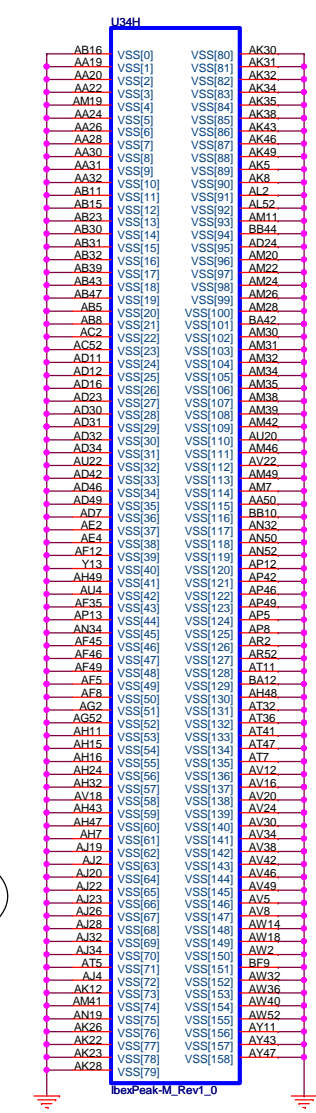 U34H
AB16 VSS[0] VSS[80] AK30
AA19 VSS[1] VSS[81] AK31
AA20 VSS[2] VSS[82] AK32
AA22 VSS[3] VSS[83] AK34
AM19 VSS[4] VSS[84] AK35
AA24 VSS[5] VSS[85] AK38
AA26 VSS[6] VSS[86] AK43
AA28 VSS[7] VSS[87] AK46
AA30 VSS[8] VSS[88] AK49
AA31 VSS[9] VSS[89] AK5
AA32 VSS[10] VSS[90] AK8
AB11 VSS[11] VSS[91] AL2
AB15 VSS[12] VSS[92] AL52
AB23 VSS[13] VSS[93] AM11
AB30 VSS[14] VSS[94] BB44
AB31 VSS[15] VSS[95] AD24
AB32 VSS[16] VSS[96] AM20
AB39 VSS[17] VSS[97] AM22
AB43 VSS[18] VSS[98] AM24
AB47 VSS[19] VSS[99] AM26
AB5 VSS[20] VSS[100] AM28
AB8 VSS[21] VSS[101] BA42
AC2 VSS[22] VSS[102] AM30
AC52 VSS[23] VSS[103] AM31
AD11 VSS[24] VSS[104] AM32
AD12 VSS[25] VSS[105] AM34
AD16 VSS[26] VSS[106] AM35
AD23 VSS[27] VSS[107] AM38
AD30 VSS[28] VSS[108] AM39
AD31 VSS[29] VSS[109] AM42
AD32 VSS[30] VSS[110] AU20
AD34 VSS[31] VSS[111] AM46
AU22 VSS[32] VSS[112] AV22
AD42 VSS[33] VSS[113] AM49
AD46 VSS[34] VSS[114] AM7
AD49 VSS[35] VSS[115] AA50
AD7 VSS[36] VSS[116] BB10
AE2 VSS[37] VSS[117] AN32
AE4 VSS[38] VSS[118] AN50
AF12 VSS[39] VSS[119] AN52
Y13 VSS[40] VSS[120] AP12
AH49 VSS[41] VSS[121] AP42
AU4 VSS[42] VSS[122] AP46
AF35 VSS[43] VSS[123] AP49
AP13 VSS[44] VSS[124] AP5
AN34 VSS[45] VSS[125] AP8
AF45 VSS[46] VSS[126] AR2
AF46 VSS[47] VSS[127] AR52
AF49 VSS[48] VSS[128] AT11
AF5 VSS[49] VSS[129] BA12
AF8 VSS[50] VSS[130] AH48
AG2 VSS[51] VSS[131] AT32
AG52 VSS[52] VSS[132] AT36
AH11 VSS[53] VSS[133] AT41
AH15 VSS[54] VSS[134] AT47
AH16 VSS[55] VSS[135] AT7
AH24 VSS[56] VSS[136] AV12
AH32 VSS[57] VSS[137] AV16
AV18 VSS[58] VSS[138] AV20
AH43 VSS[59] VSS[139] AV24
AH47 VSS[60] VSS[140] AV30
AH7 VSS[61] VSS[141] AV34
AJ19 VSS[62] VSS[142] AV38
AJ2 VSS[63] VSS[143] AV42
AJ20 VSS[64] VSS[144] AV46
AJ22 VSS[65] VSS[145] AV49
AJ23 VSS[66] VSS[146] AV5
AJ26 VSS[67] VSS[147] AV8
AJ28 VSS[68] VSS[148] AW14
AJ32 VSS[69] VSS[149] AW18
AJ34 VSS[70] VSS[150] AW2
AT5 VSS[71] VSS[151] BF9
AJ4 VSS[72] VSS[152] AW32
AK12 VSS[73] VSS[153] AW36
AM41 VSS[74] VSS[154] AW40
AN19 VSS[75] VSS[155] AW52
AK26 VSS[76] VSS[156] AY11
AK22 VSS[77] VSS[157] AY43
AK23 VSS[78] VSS[158] AY47
AK28 VSS[79]
IbexPeak-M_Rev1_0